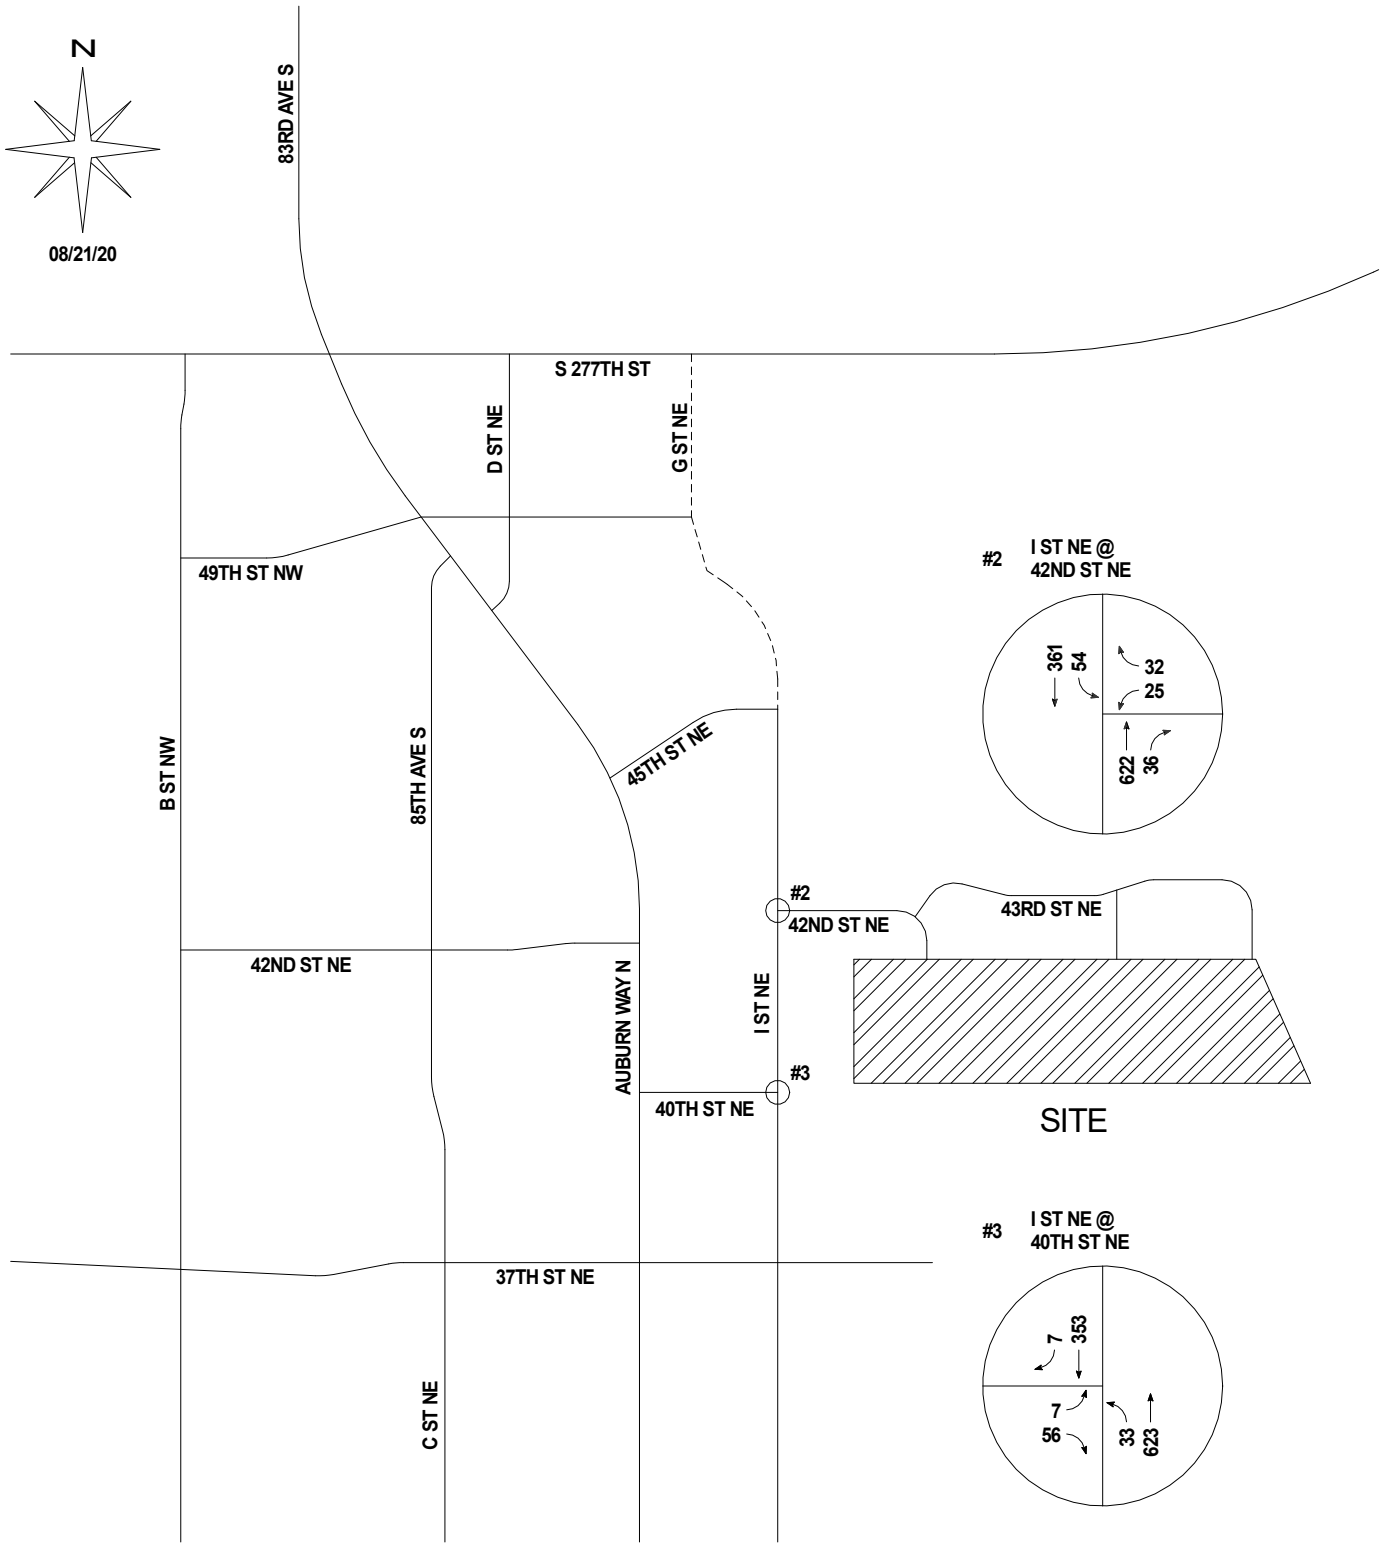 N
83RD AVE S
08/21/20
S 277TH ST
D ST NE
G ST NE
49TH ST NW
#2
I ST NE @
42ND ST NE
361
54
32
25
622
36
B ST NW
85TH AVE S
45TH ST NE
#2
42ND ST NE
43RD ST NE
42ND ST NE
AUBURN WAY N
I ST NE
#3
40TH ST NE
SITE
#3
I ST NE @
40TH ST NE
7
353
7
56
33
623
37TH ST NE
C ST NE